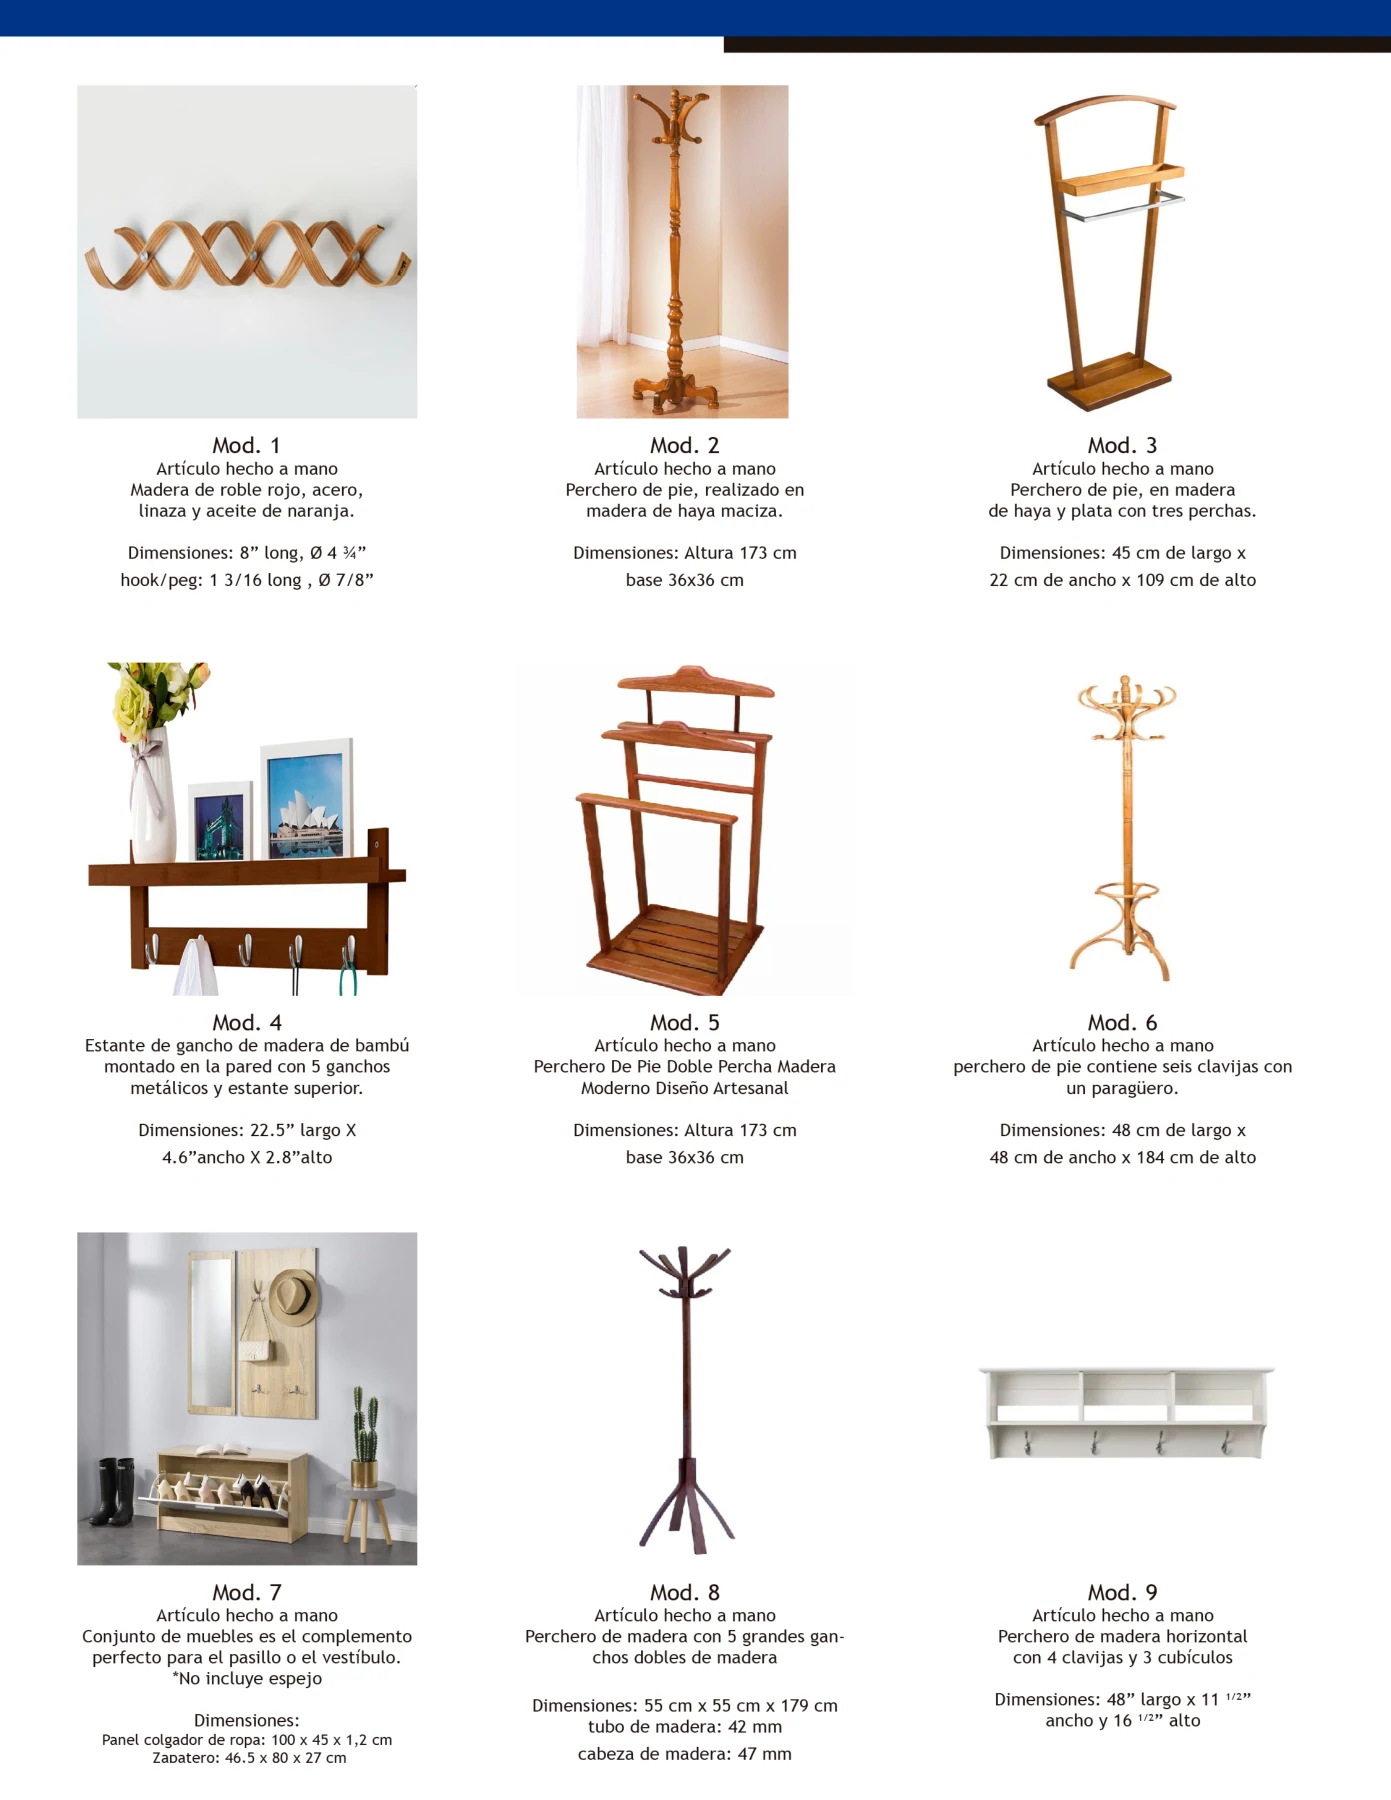 Mod. 1
Artículo hecho a mano
Madera de roble rojo, acero,
linaza y aceite de naranja.
Dimensiones: 8” long, Ø 4 ¾”
hook/peg: 1 3/16 long , Ø 7/8”
Mod. 2
Artículo hecho a mano
Perchero de pie, realizado en
madera de haya maciza.
Dimensiones: Altura 173 cm
base 36x36 cm
Mod. 3
Artículo hecho a mano
Perchero de pie, en madera
de haya y plata con tres perchas.
Dimensiones: 45 cm de largo x
22 cm de ancho x 109 cm de alto
Mod. 4
Estante de gancho de madera de bambú
montado en la pared con 5 ganchos
metálicos y estante superior.
Dimensiones: 22.5” largo X
4.6”ancho X 2.8”alto
Mod. 5
Artículo hecho a mano
Perchero De Pie Doble Percha Madera
Moderno Diseño Artesanal
Dimensiones: Altura 173 cm
base 36x36 cm
Mod. 6
Artículo hecho a mano
perchero de pie contiene seis clavijas con
un paragüero.
Dimensiones: 48 cm de largo x
48 cm de ancho x 184 cm de alto
Mod. 7
Artículo hecho a mano
Conjunto de muebles es el complemento
perfecto para el pasillo o el vestíbulo.
*No incluye espejo
Dimensiones:
Panel colgador de ropa: 100 x 45 x 1,2 cm
Zapatero: 46.5 x 80 x 27 cm
Mod. 8
Artículo hecho a mano
Perchero de madera con 5 grandes gan-
chos dobles de madera
Dimensiones: 55 cm x 55 cm x 179 cm
tubo de madera: 42 mm
cabeza de madera: 47 mm
Mod. 9
Artículo hecho a mano
Perchero de madera horizontal
con 4 clavijas y 3 cubículos
Dimensiones: 48” largo x 11 1/2”
ancho y 16 1/2” alto